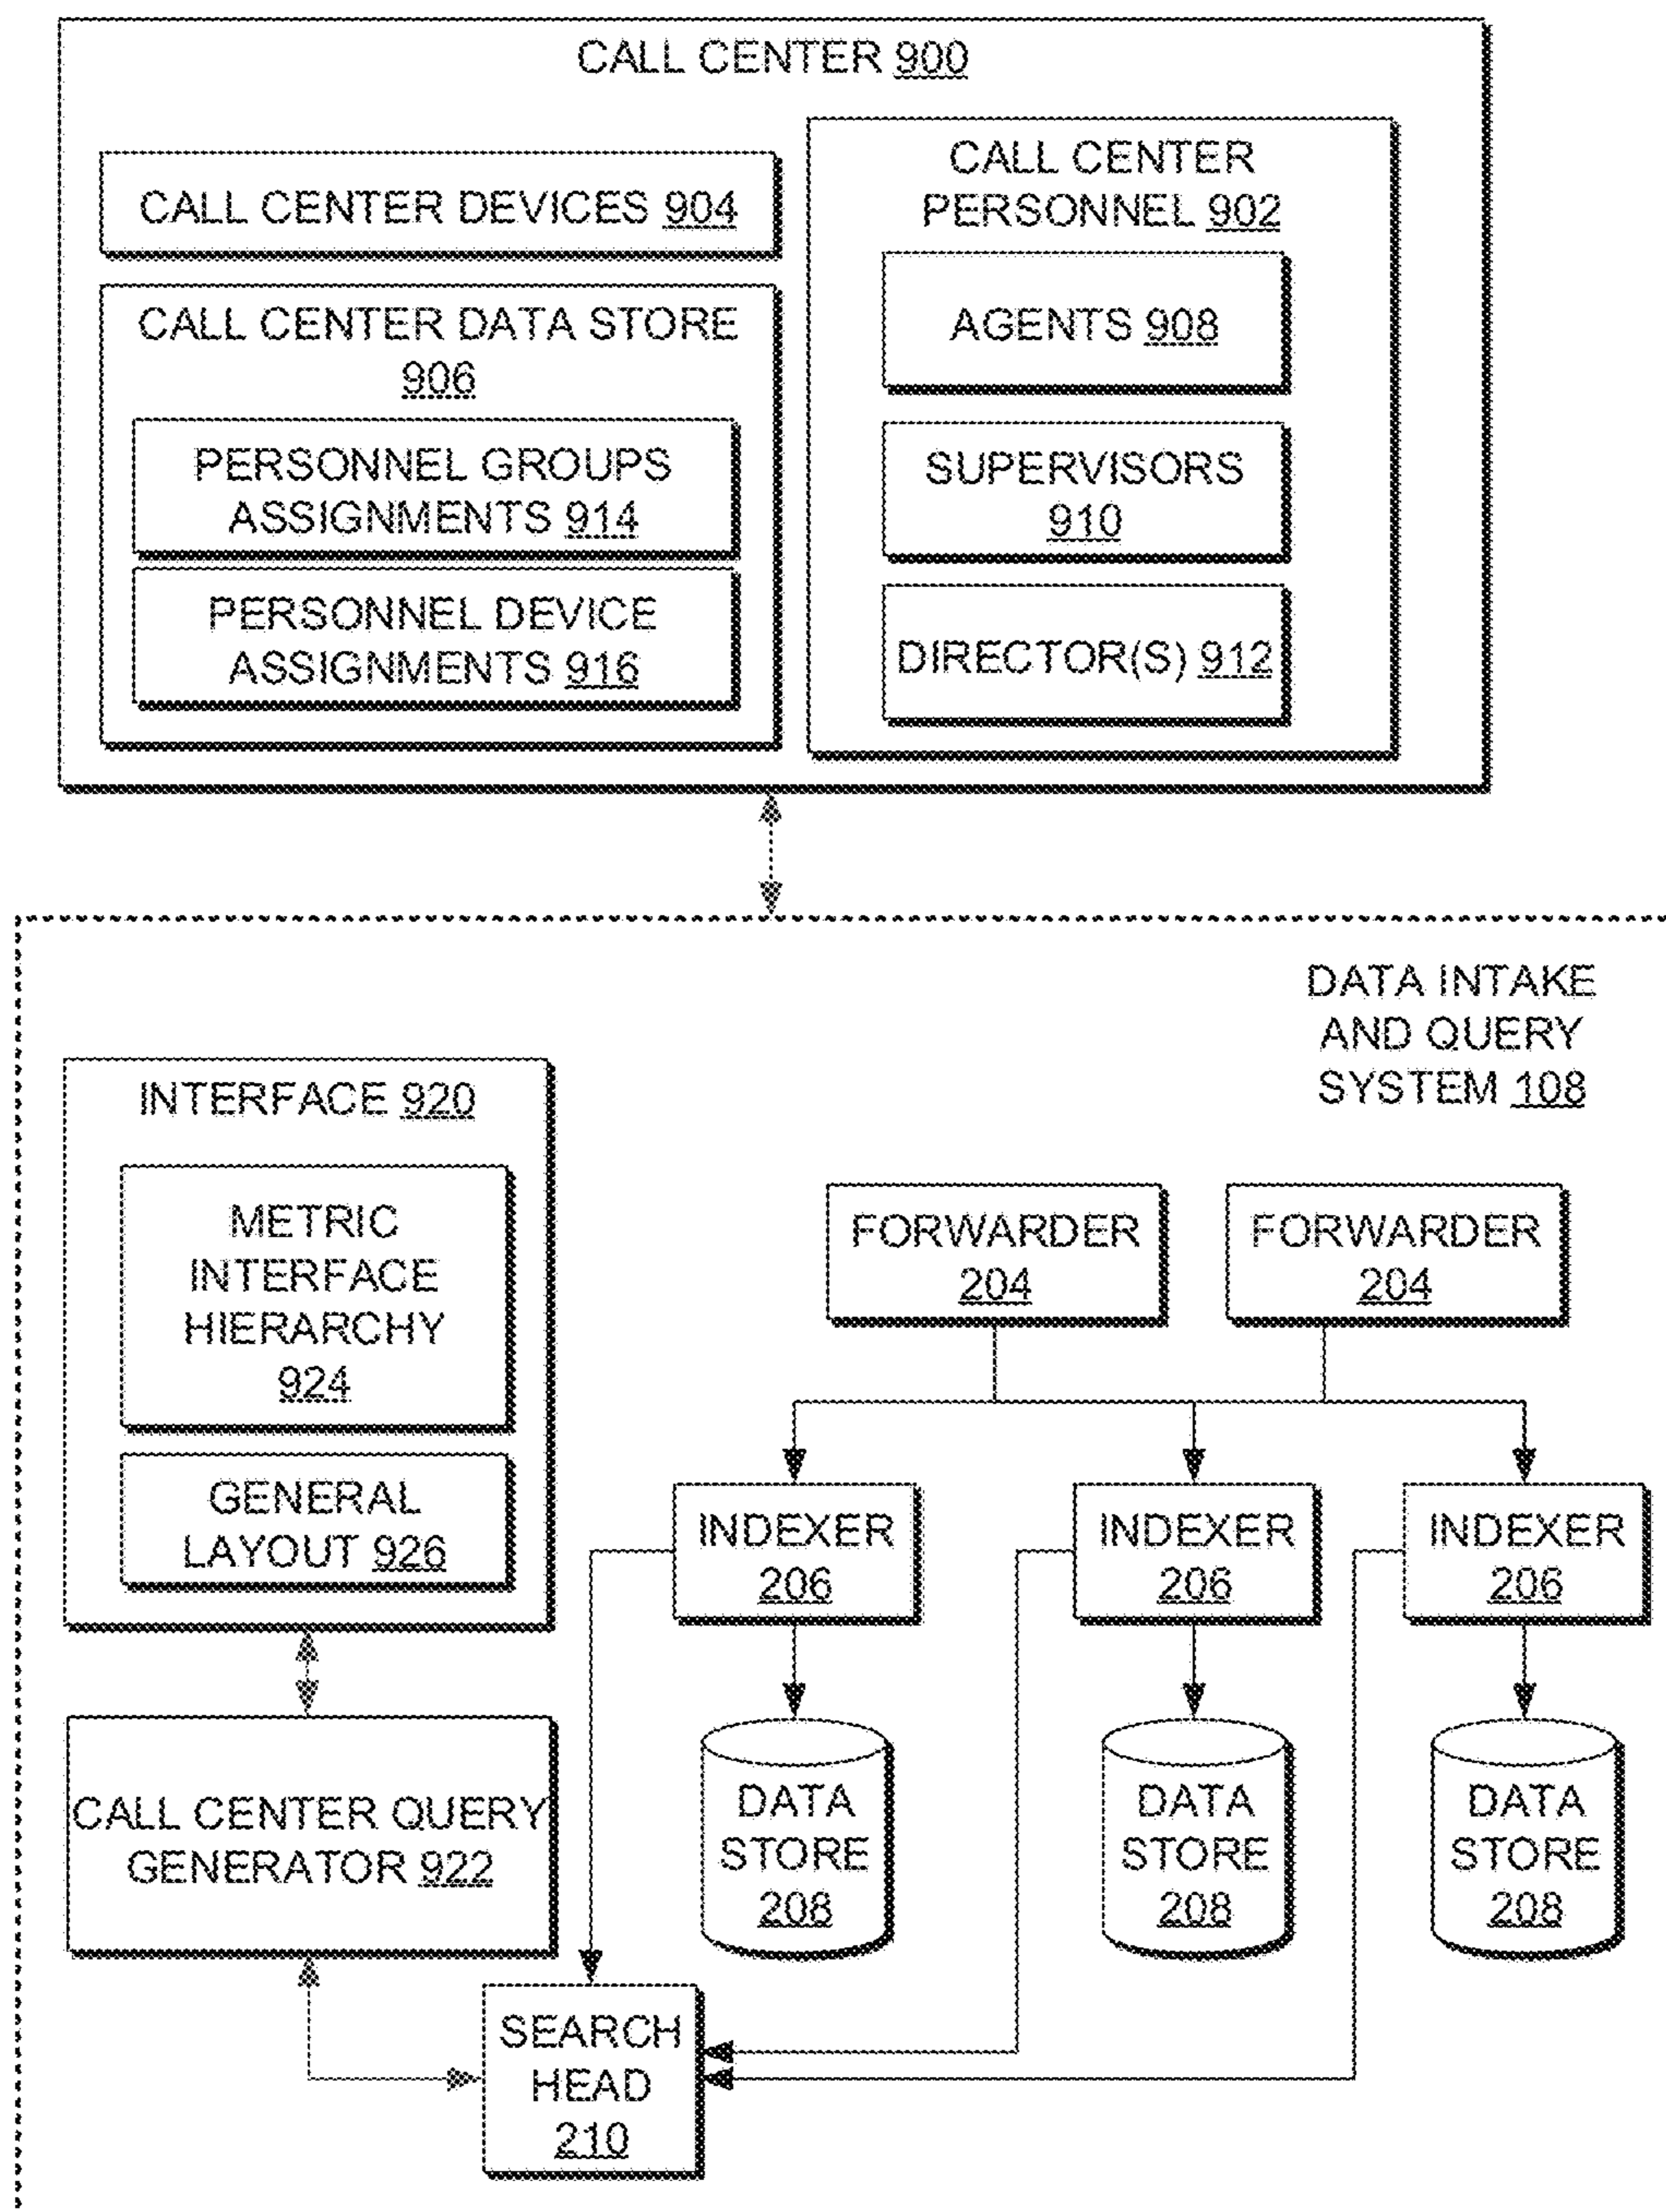 CALL CENTER 900
CALL CENTER DEVICES 904
CALL CENTER DATA STORE
906
PERSONNEL GROUPS
ASSIGNMENTS 914
PERSONNEL DEVICE
ASSIGNMENTS 916
CALL CENTER
PERSONNEL 902
AGENTS 908
SUPERVISORS
910
DIRECTOR(S) 912
DATA INTAKE
AND QUERY
SYSTEM 108
INTERFACE 920
METRIC
INTERFACE
HIERARCHY
924
GENERAL
LAYOUT 926
CALL CENTER QUERY
GENERATOR 922
FORWARDER
204
FORWARDER
204
INDEXER
206
INDEXER
206
INDEXER
206
DATA
STORE
208
DATA
STORE
208
DATA
STORE
208
SEARCH
HEAD
210